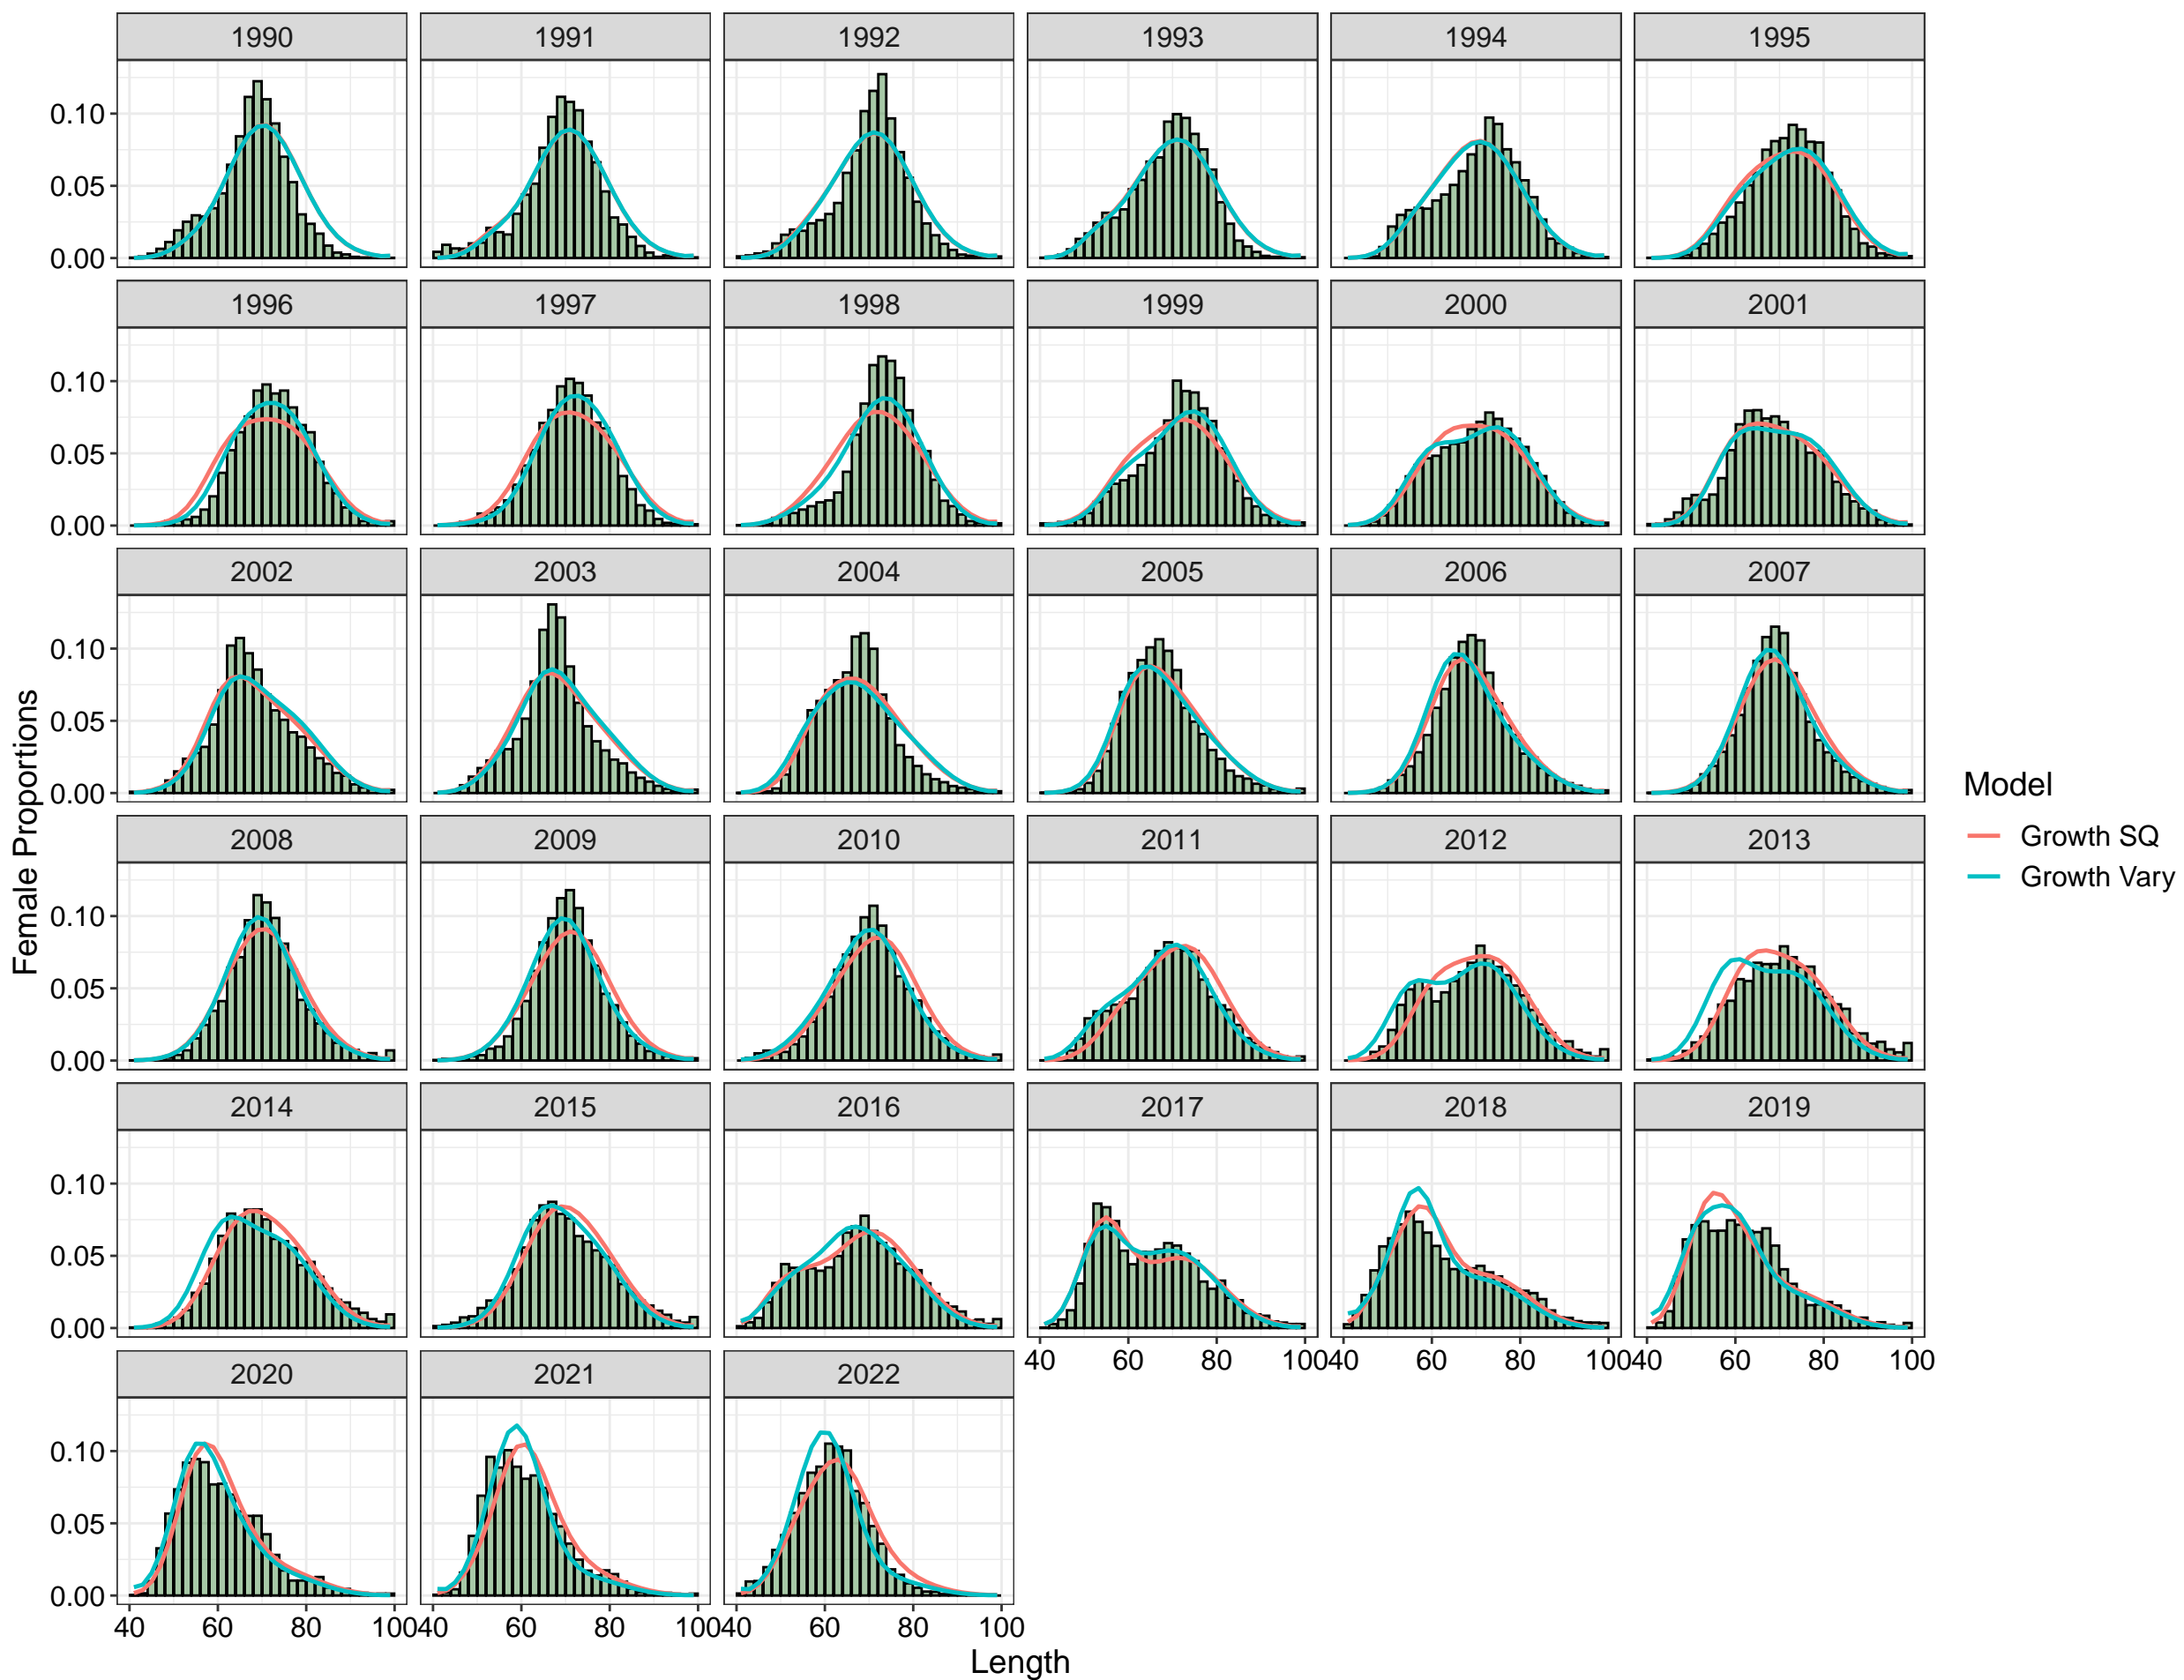 1990 1991 1992 1993 1994 1995
0.10
0.05
0.00
1996 1997 1998 1999 2000 2001
0.10
0.05
0.00
2002 2003 2004 2005 2006 2007
0.10
0.05
0.00
2008 2009 2010 2011 2012 2013
0.10
0.05
0.00
2014 2015 2016 2017 2018 2019
0.10
0.05
0.00
40 60 80 100 40 60 80 100 40 60 80 100
2020 2021 2022
0.10
0.05
0.00
40 60 80 100 40 60 80 100 40 60 80 100
Length
Female Proportions
Model
Growth SQ
Growth Vary